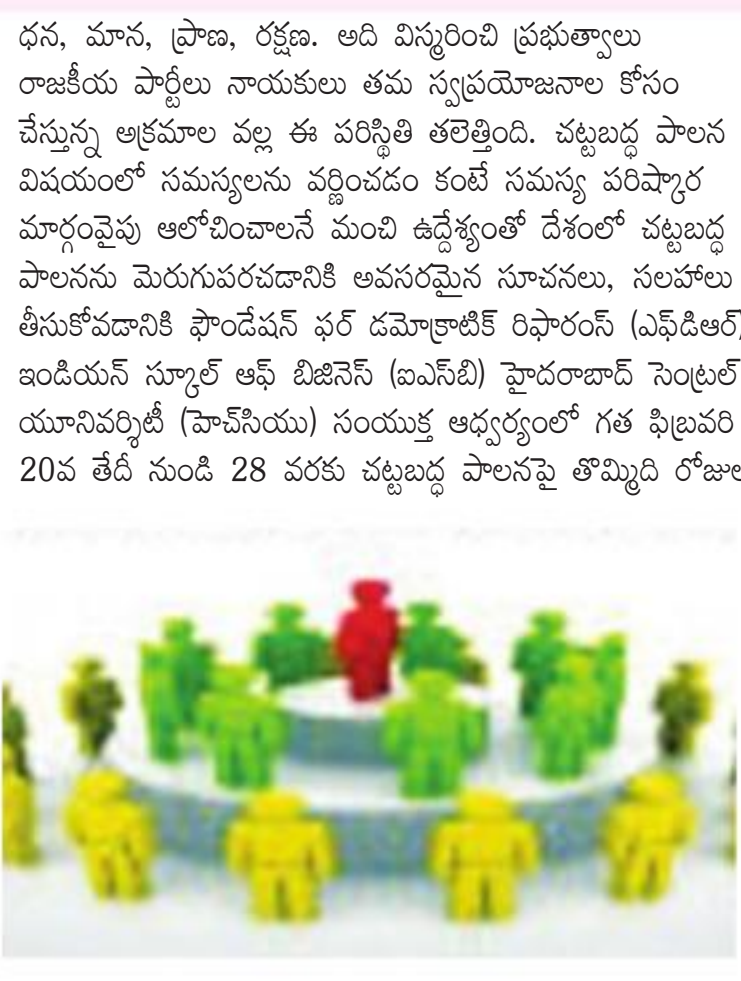 ధన, మాన, ప్రాణ, రక్షణ. అది విస్మరించి ప్రభుత్వాలు
రాజకీయ పార్టీలు నాయకులు తమ స్వప్రయోజనాల కోసం
చేస్తున్న అక్రమాల వల్ల ఈ పరిస్థితి తలెత్తింది. చట్టబద్ధ పాలన
విషయంలో సమస్యలను వర్ణించడం కంటే సమస్య పరిష్కార
మార్గంవైపు ఆలోచించాలనే మంచి ఉద్దేశ్యంతో దేశంలో చట్టబద్ధ
పాలనను మెరుగుపరచడానికి అవసరమైన సూచనలు, సలహాలు
తీసుకోవడానికి ఫౌండేషన్ ఫర్ డమోక్రాటిక్ రిఫారంస్ (ఎఫ్‌డిఆర్)
ఇండియన్ స్కూల్ ఆఫ్ బిజినెస్ (ఐఎస్‌బి) హైదరాబాద్ సెంట్రల్
యూనివర్శిటీ (హెచ్‌సియు) సంయుక్త ఆధ్వర్యంలో గత ఫిబ్రవరి
20వ తేదీ నుండి 28 వరకు చట్టబద్ధ పాలనపై తొమ్మిది రోజుల